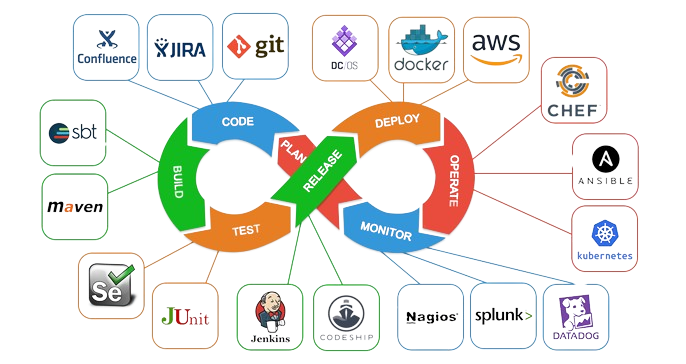 Confluence
JIRA
git
DC/OS
docker
aws
CHEF
sbt
CODE
DEPLOY
PLAN
RELEASE
BUILD
OPERATE
A
ANSIBLE
maven
TEST
MONITOR
kubernetes
Se
JUnit
Jenkins
CODESHIP
Nagios®
splunk>
DATADOG